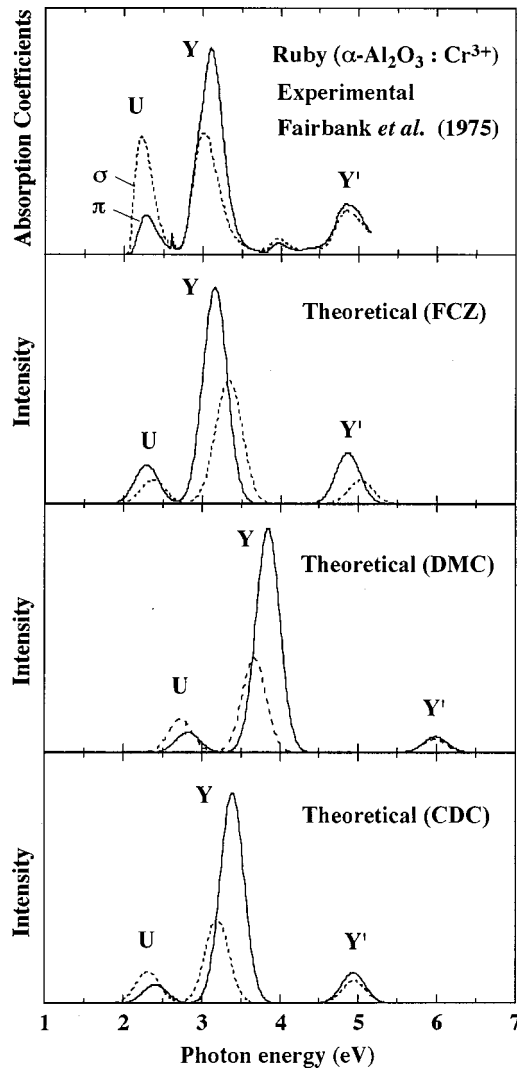 Absorption Coefficients
Y
Ruby (α-Al₂O₃ : Cr³⁺)
Experimental
Fairbank et al. (1975)
U
σ
π
Y'
Intensity
Y
Theoretical (FCZ)
U
Y'
Intensity
Y
Theoretical (DMC)
U
Y'
Intensity
Y
Theoretical (CDC)
U
Y'
1 2 3 4 5 6 7
Photon energy (eV)